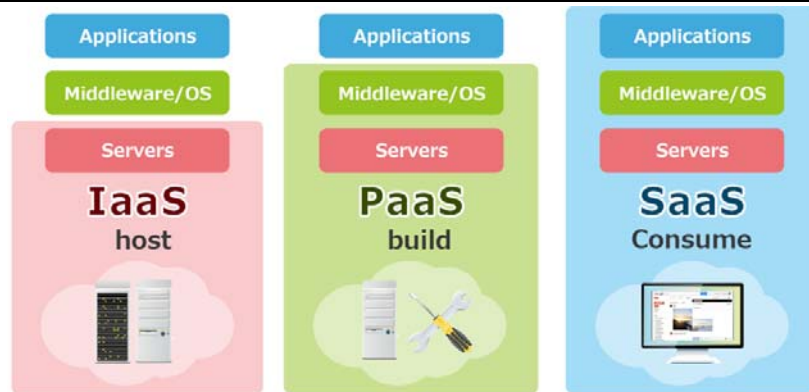 Applications
Middleware/OS
Servers
IaaS
host
Applications
Middleware/OS
Servers
PaaS
build
Applications
Middleware/OS
Servers
SaaS
Consume